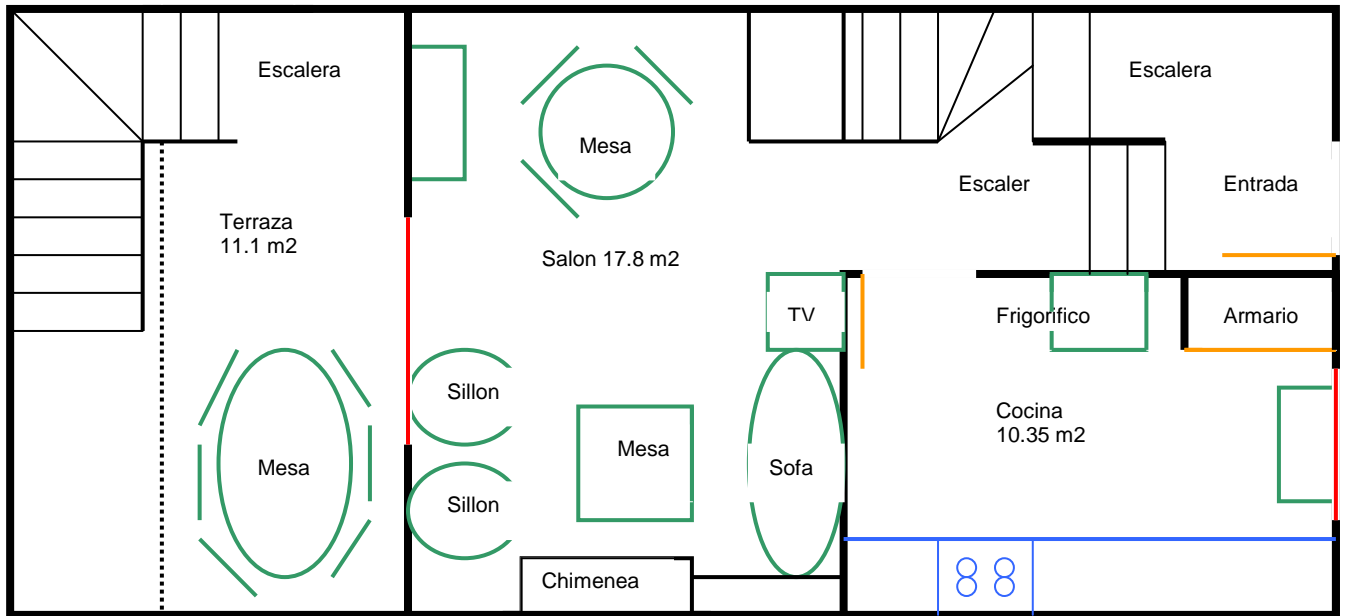 Escalera
Escalera
Mesa
Escaler
Entrada
Terraza
11.1 m2
Salon 17.8 m2
TV
Frigorifico
Armario
Sillon
Cocina
10.35 m2
Mesa
Mesa
Sofa
Sillon
Chimenea